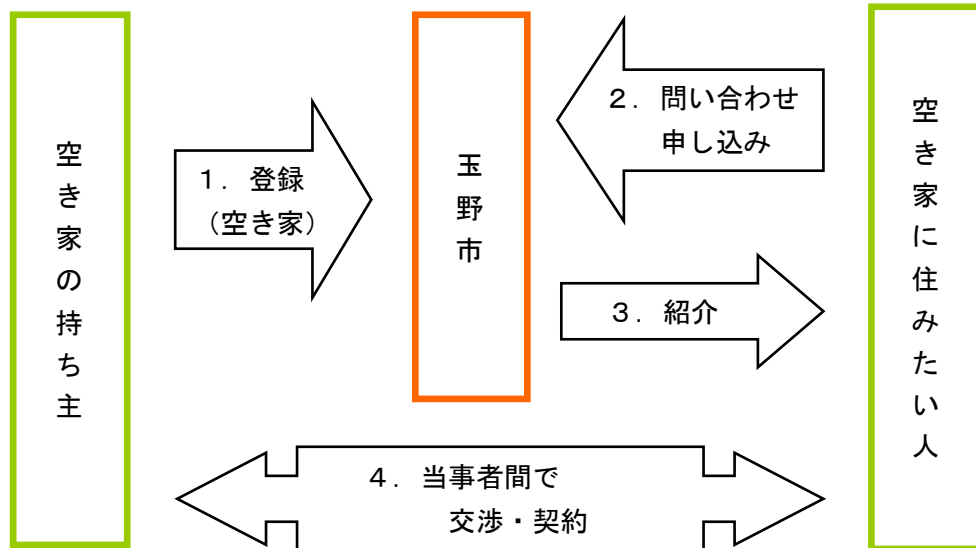 空き家の持ち主
1．登録
（空き家）
玉野市
2．問い合わせ
申し込み
3．紹介
空き家に住みたい人
4．当事者間で
交渉・契約